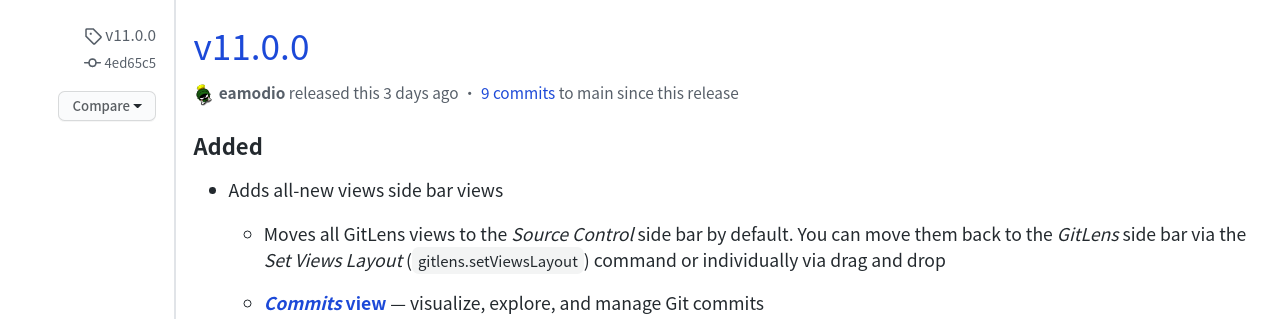 v11.0.0
4ed65c5
Compare
v11.0.0
eamodio released this 3 days ago · 9 commits to main since this release
Added
• Adds all-new views side bar views
◦ Moves all GitLens views to the Source Control side bar by default. You can move them back to the GitLens side bar via the
Set Views Layout ( gitlens.setViewsLayout ) command or individually via drag and drop
◦ Commits view — visualize, explore, and manage Git commits